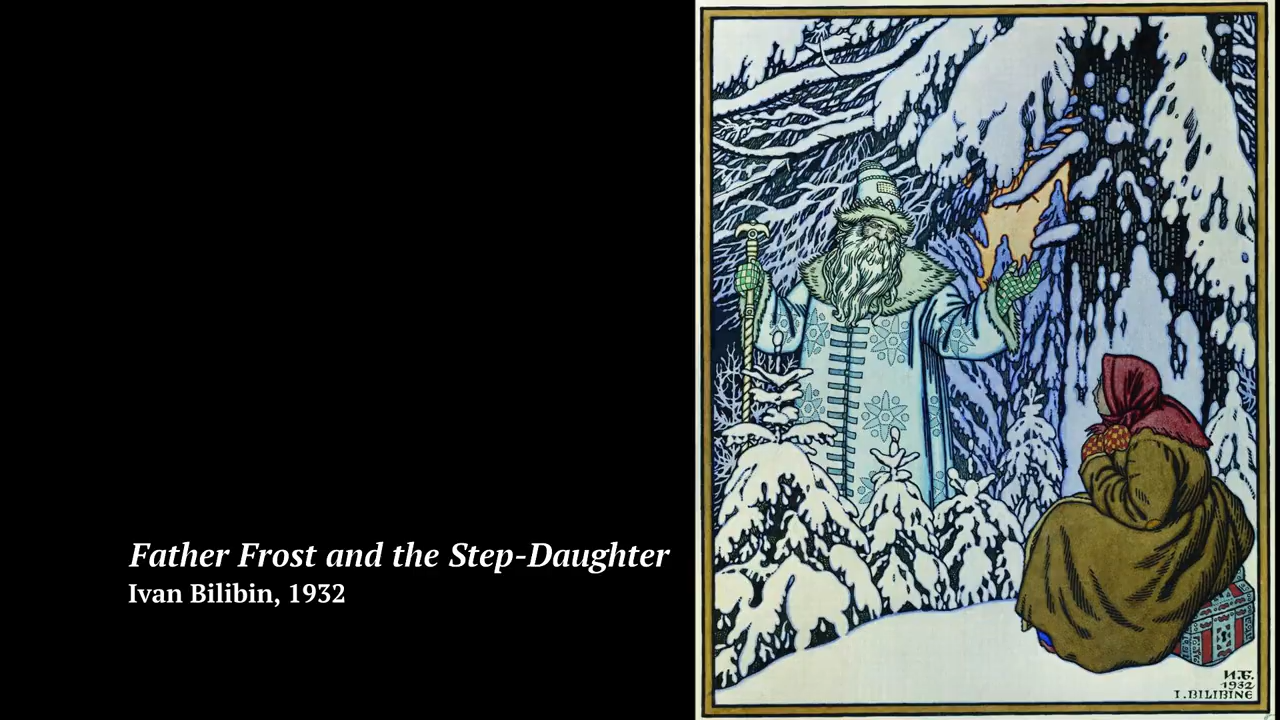 Father Frost and the Step-Daughter
Ivan Bilibin, 1932
И.Б.
1932
I.BILIBINE